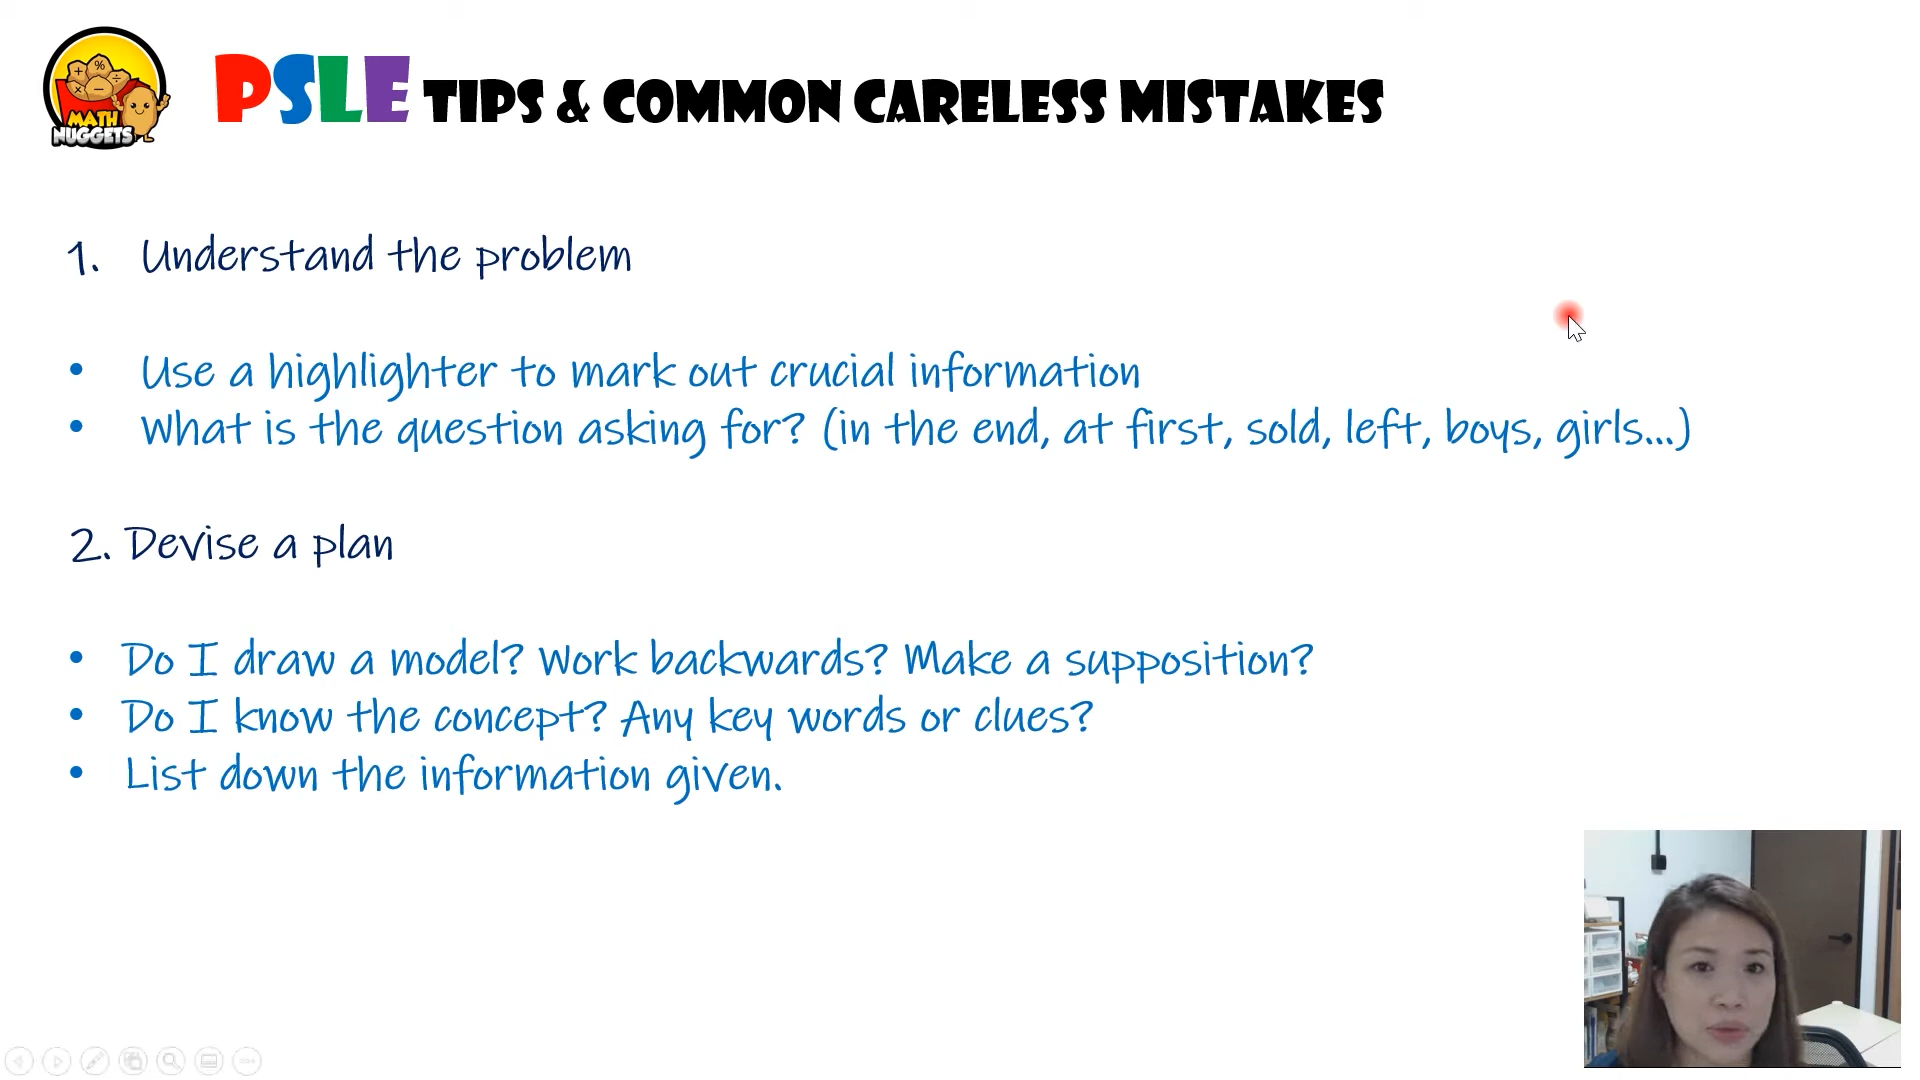 MATH
NUGGETS
PSLE TIPS & COMMON CARELESS MISTAKES
1. Understand the problem
• Use a highlighter to mark out crucial information
• What is the question asking for? (in the end, at first, sold, left, boys, girls...)
2. Devise a plan
• Do I draw a model? Work backwards? Make a supposition?
• Do I know the concept? Any key words or clues?
• List down the information given.